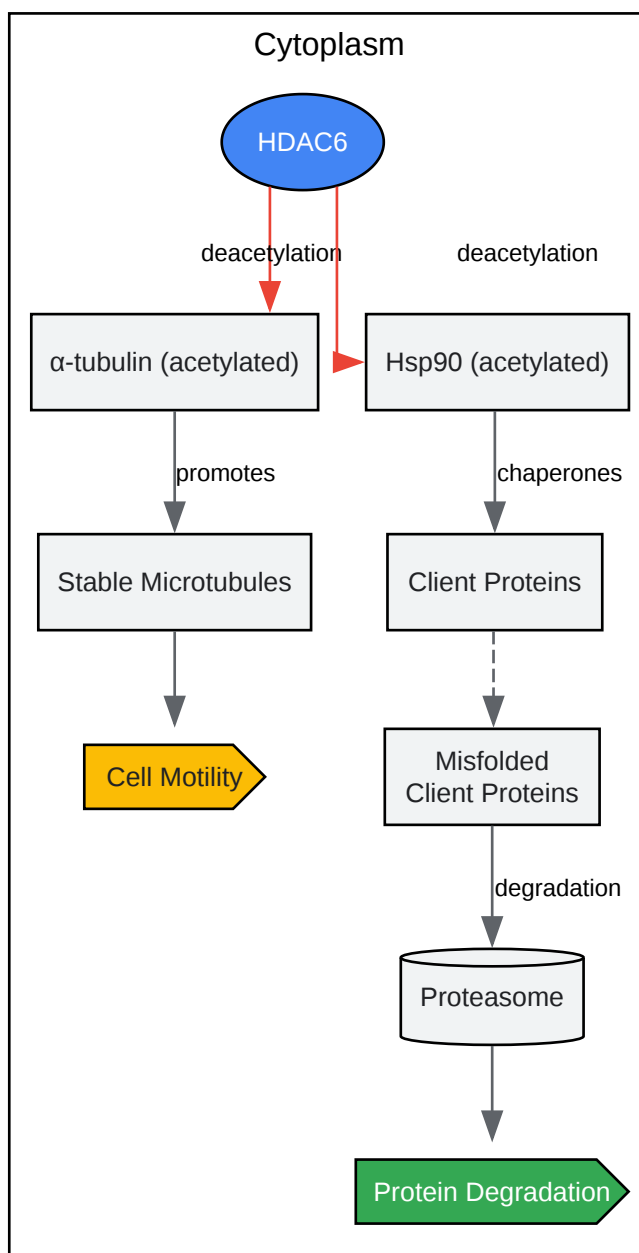 Cytoplasm
HDAC6
deacetylation
deacetylation
α-tubulin (acetylated)
Hsp90 (acetylated)
promotes
chaperones
Stable Microtubules
Client Proteins
Cell Motility
Misfolded
Client Proteins
degradation
Proteasome
Protein Degradation